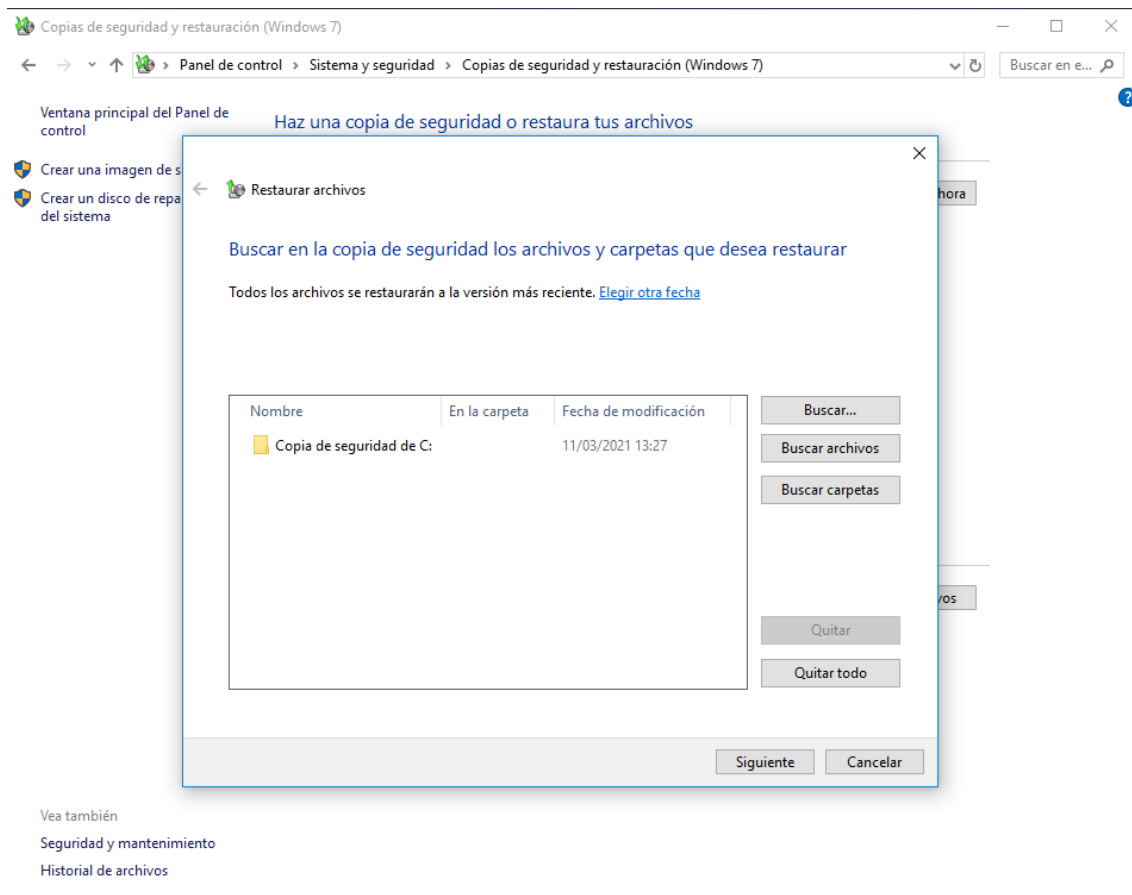 Copias de seguridad y restauración (Windows 7)
Panel de control > Sistema y seguridad > Copias de seguridad y restauración (Windows 7)
Buscar en e...
Ventana principal del Panel de
control
Haz una copia de seguridad o restaura tus archivos
Crear una imagen de s
Crear un disco de repa
del sistema
hora
Restaurar archivos
Buscar en la copia de seguridad los archivos y carpetas que desea restaurar
Todos los archivos se restaurarán a la versión más reciente. Elegir otra fecha
Nombre En la carpeta Fecha de modificación
Copia de seguridad de C: 11/03/2021 13:27
Buscar...
Buscar archivos
Buscar carpetas
vos
Quitar
Quitar todo
Siguiente Cancelar
Vea también
Seguridad y mantenimiento
Historial de archivos